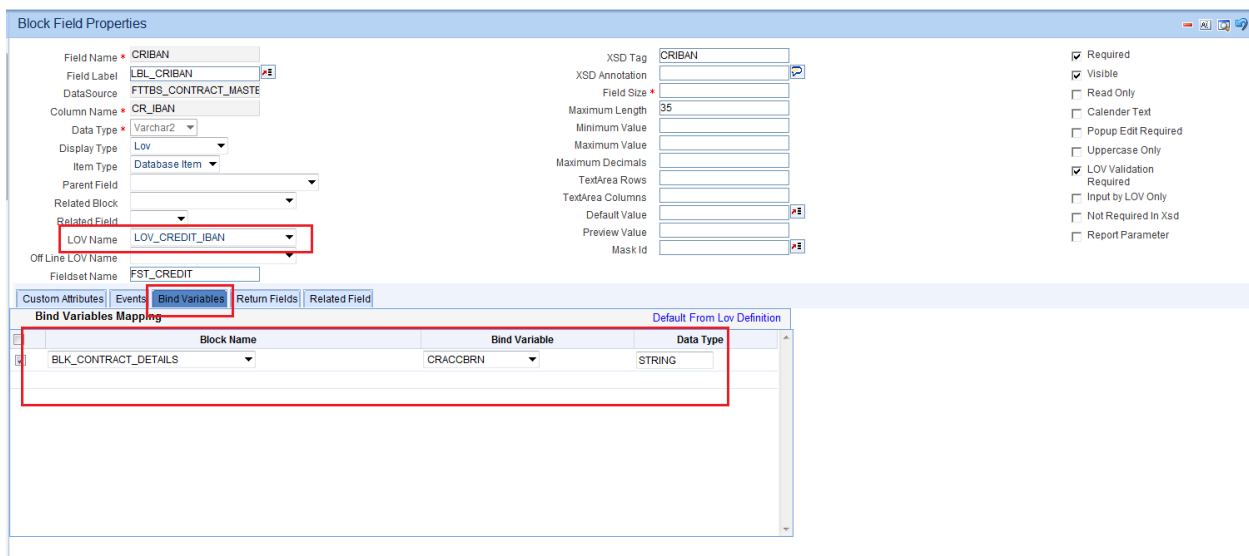 Block Field Properties
Field Name * CRIBAN
Field Label LBL_CRIBAN
DataSource FTTBS_CONTRACT_MASTE
Column Name * CR_IBAN
Data Type * Varchar2
Display Type Lov
Item Type Database Item
Parent Field
Related Block
Related Field
LOV Name LOV_CREDIT_IBAN
Off Line LOV Name
Fieldset Name FST_CREDIT
XSD Tag CRIBAN
XSD Annotation
Field Size *
Maximum Length 35
Minimum Value
Maximum Value
Maximum Decimals
TextArea Rows
TextArea Columns
Default Value
Preview Value
Mask Id
Required
Visible
Read Only
Calender Text
Popup Edit Required
Uppercase Only
LOV Validation
Required
Input by LOV Only
Not Required In Xsd
Report Parameter
Custom Attributes Events Bind Variables Return Fields Related Field
Bind Variables Mapping Default From Lov Definition
Block Name Bind Variable Data Type
BLK_CONTRACT_DETAILS CRACCBRN STRING